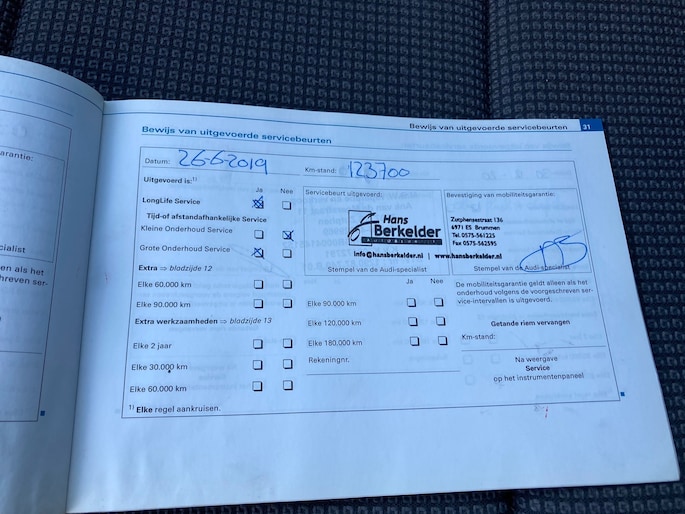 arantie:
ecialist
en als het
hreven ser-
Bewijs van uitgevoerde servicebeurten 31
Bewijs van uitgevoerde servicebeurten
Datum: 26-6-2019 Km-stand: 123700
Uitgevoerd is:¹⁾
Ja Nee
LongLife Service
Tijd-of afstandafhankelijke Service
Kleine Onderhoud Service
Grote Onderhoud Service
Extra ⇒ bladzijde 12
Elke 60.000 km
Elke 90.000 km
Extra werkzaamheden ⇒ bladzijde 13
Elke 2 jaar
Elke 30.000 km
Elke 60.000 km
¹⁾ Elke regel aankruisen.
Servicebeurt uitgevoerd:
Hans
Berkelder
info@hansberkelder.nl | www.hansberkelder.nl
Stempel van de Audi-specialist
Ja Nee
Elke 90.000 km
Elke 120.000 km
Elke 180.000 km
Rekeningnr.
Bevestiging van mobiliteitsgarantie:
Zutphensestraat 136
6971 ES Brummen
Tel. 0575-561225
Fax 0575-562595
Stempel van de Audi-specialist
De mobiliteitsgarantie geldt alleen als het
onderhoud volgens de voorgeschreven ser-
vice-intervallen is uitgevoerd.
Getande riem vervangen
Km-stand:
Na weergave
Service
op het instrumentenpaneel